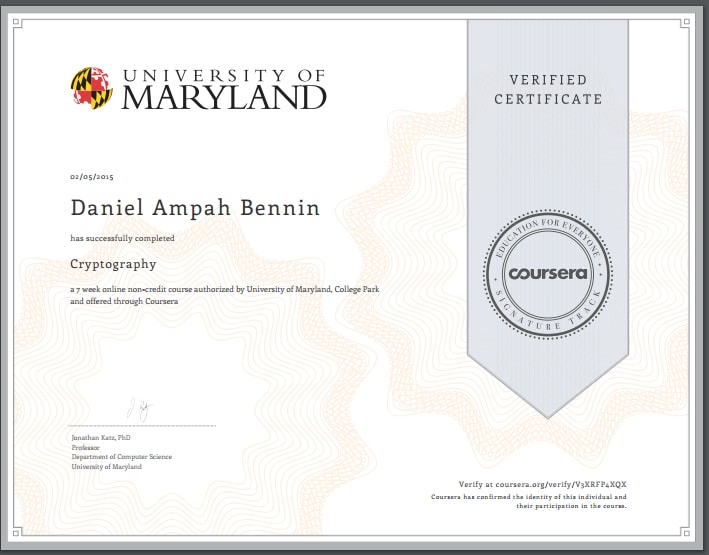 UNIVERSITY OF
MARYLAND
VERIFIED
CERTIFICATE
02/05/2015
Daniel Ampah Bennin
has successfully completed
Cryptography
a 7 week online non-credit course authorized by University of Maryland, College Park
and offered through Coursera
EDUCATION FOR EVERYONE
coursera
SIGNATURE TRACK
Jonathan Katz, PhD
Professor
Department of Computer Science
University of Maryland
Verify at coursera.org/verify/V3XRFP4XQX
Coursera has confirmed the identity of this individual and
their participation in the course.